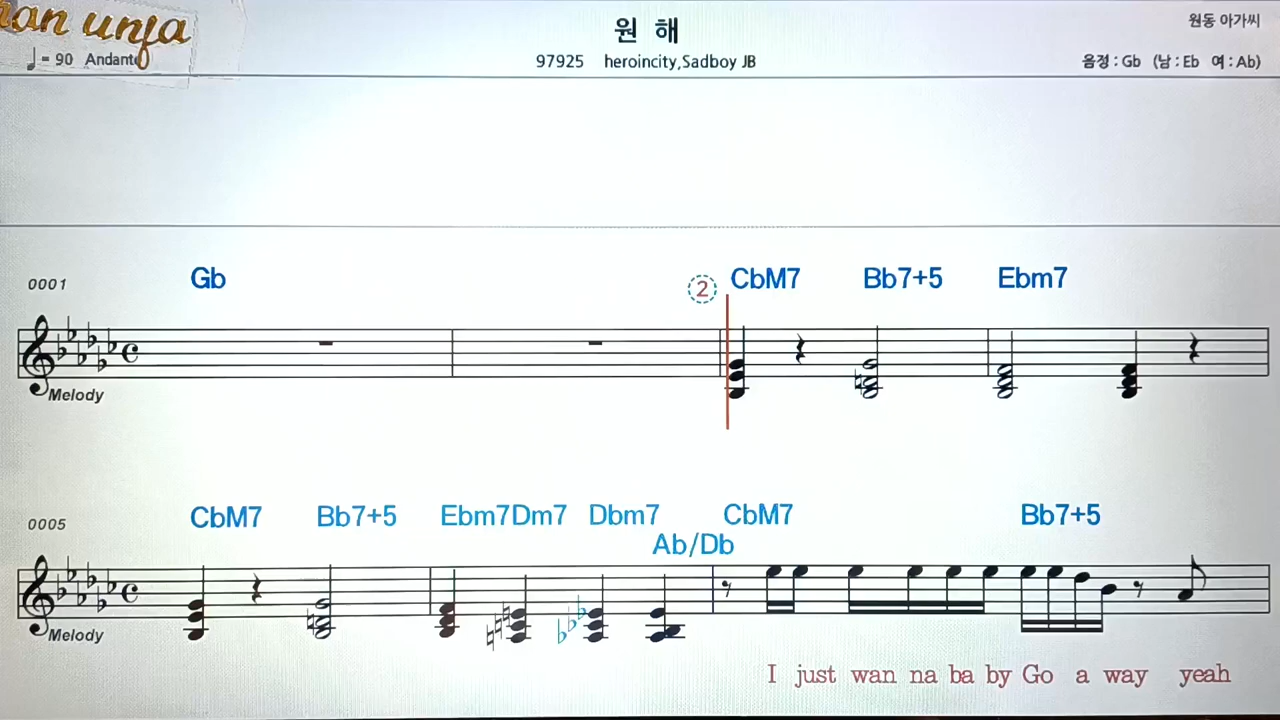 원 해
원동 아가씨
♩ = 90 Andante
97925 heroincity,Sadboy JB
음정 : Gb (남 : Eb 여 : Ab)
0001 Gb ② CbM7 Bb7+5 Ebm7
Melody
0005 CbM7 Bb7+5 Ebm7 Dm7 Dbm7 CbM7 Bb7+5
Ab/Db
Melody
I just wan na ba by Go a way yeah